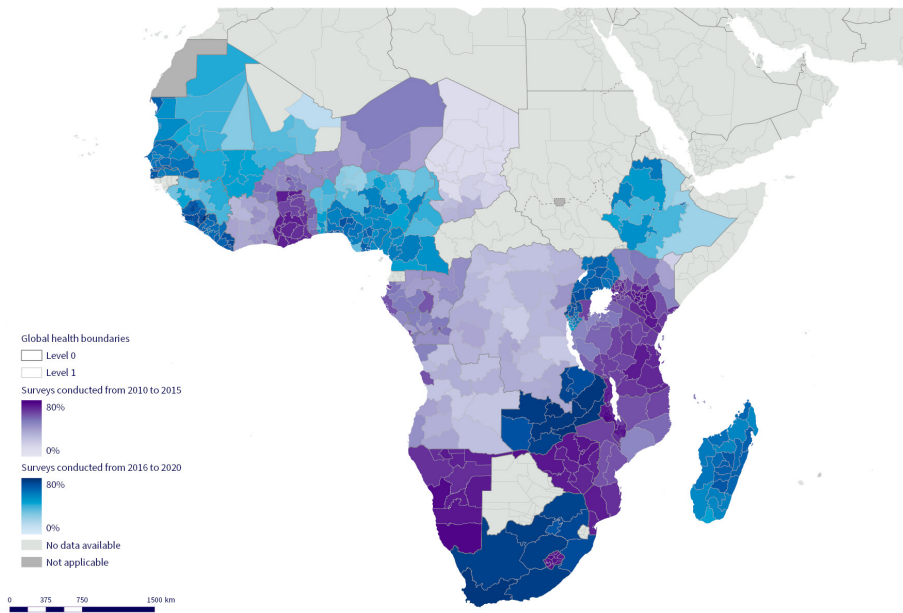 Global health boundaries
Level 0
Level 1
Surveys conducted from 2010 to 2015
80%
0%
Surveys conducted from 2016 to 2020
80%
0%
No data available
Not applicable
0 375 750 1500 km